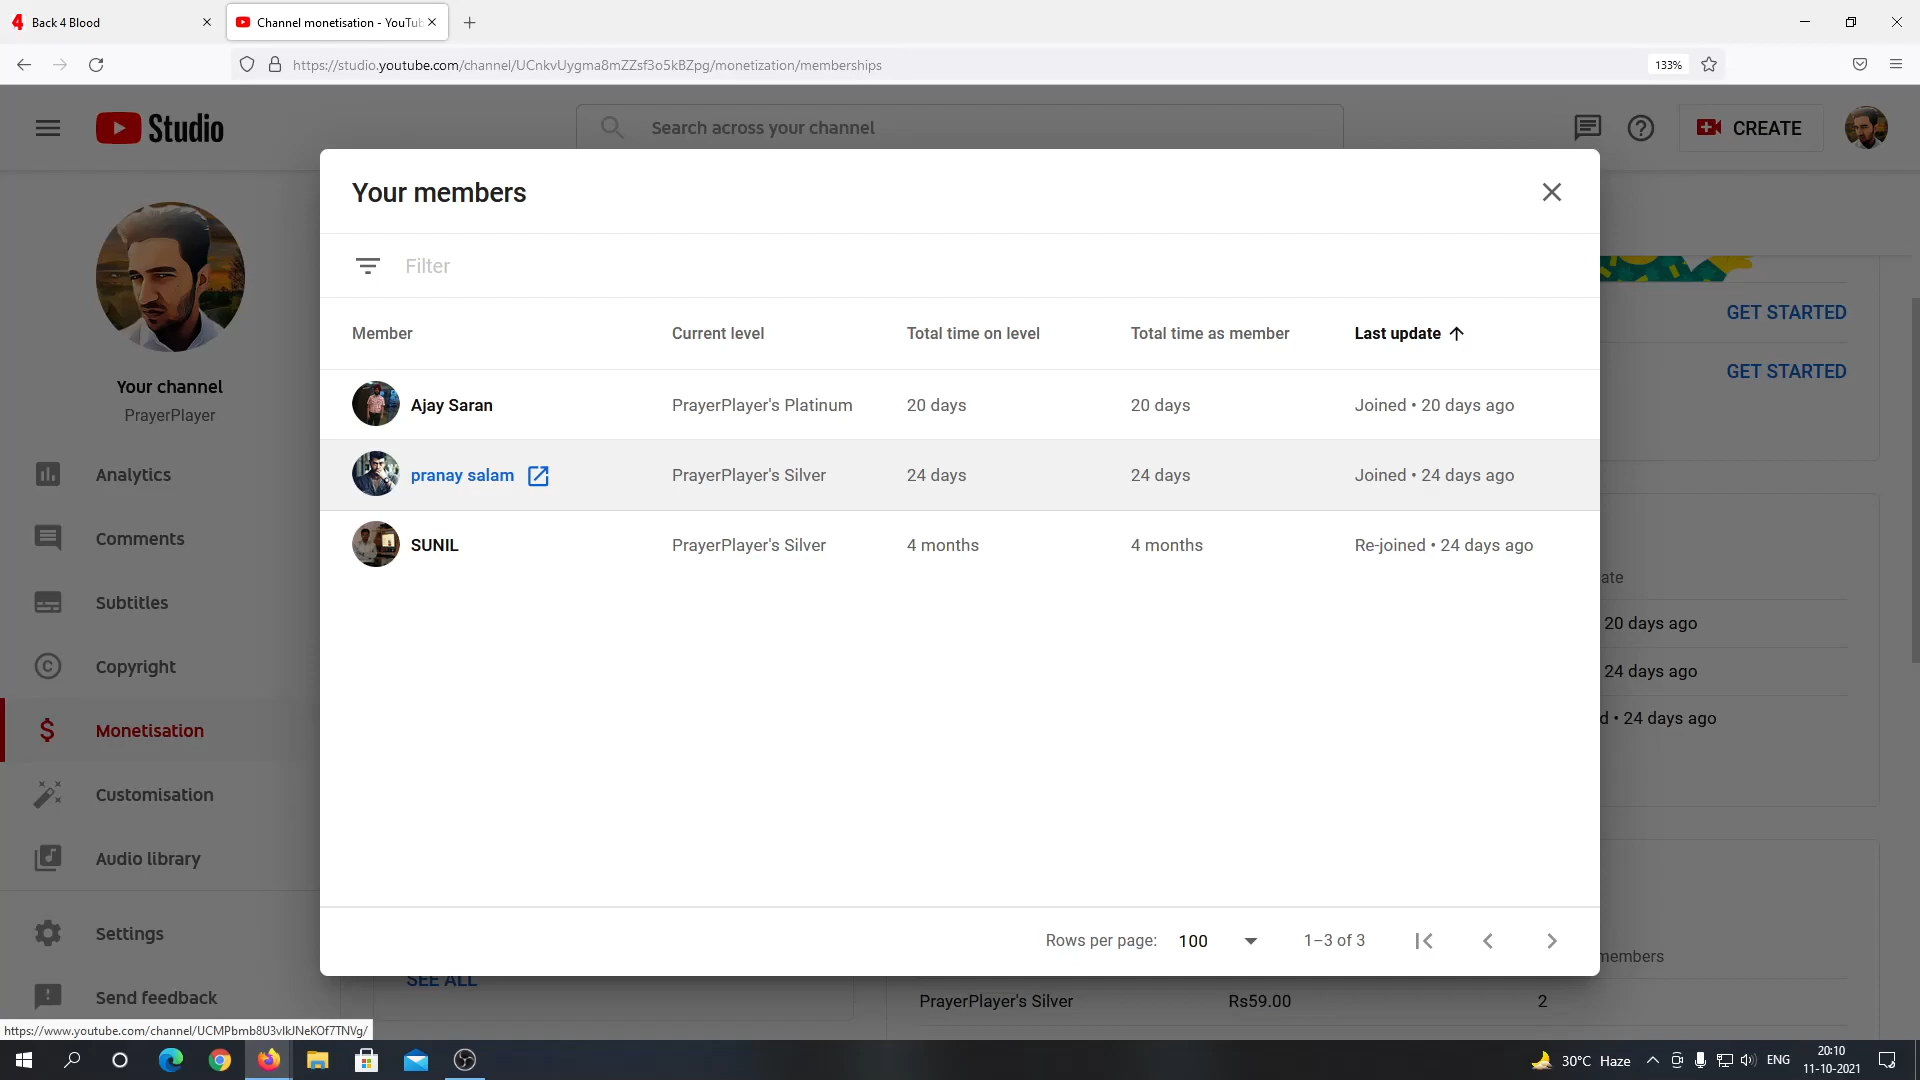 Back 4 Blood
Channel monetisation - YouTub
https://studio.youtube.com/channel/UCnkvUygma8mZZsf3o5kBZpg/monetization/memberships
133%
Studio
Search across your channel
CREATE
Your members
Filter
Member Current level Total time on level Total time as member Last update
Ajay Saran PrayerPlayer's Platinum 20 days 20 days Joined • 20 days ago
pranay salam PrayerPlayer's Silver 24 days 24 days Joined • 24 days ago
SUNIL PrayerPlayer's Silver 4 months 4 months Re-joined • 24 days ago
Rows per page: 100 1–3 of 3
Your channel
PrayerPlayer
Analytics
Comments
Subtitles
Copyright
Monetisation
Customisation
Audio library
Settings
Send feedback
GET STARTED
GET STARTED
ate
20 days ago
24 days ago
d • 24 days ago
members
SEE ALL
PrayerPlayer's Silver Rs59.00 2
https://www.youtube.com/channel/UCMPbmb8U3vIkJNeKOf7TNVg/
30°C Haze
ENG
20:10
11-10-2021